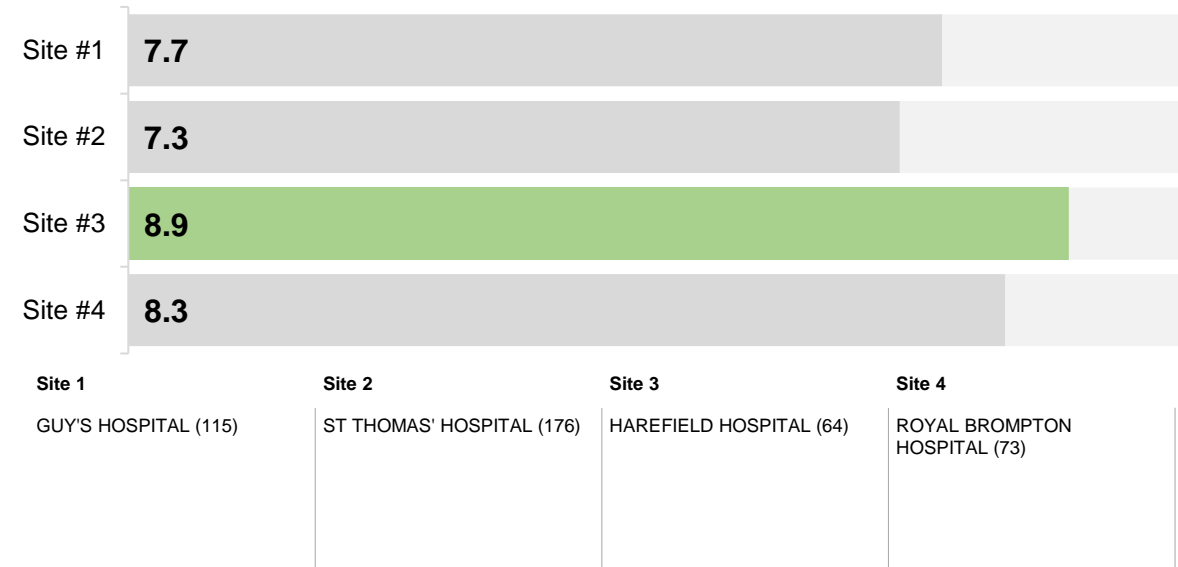 Site #1 7.7
Site #2 7.3
Site #3 8.9
Site #4 8.3
Site 1 Site 2 Site 3 Site 4
GUY'S HOSPITAL (115) ST THOMAS' HOSPITAL (176) HAREFIELD HOSPITAL (64) ROYAL BROMPTON
HOSPITAL (73)